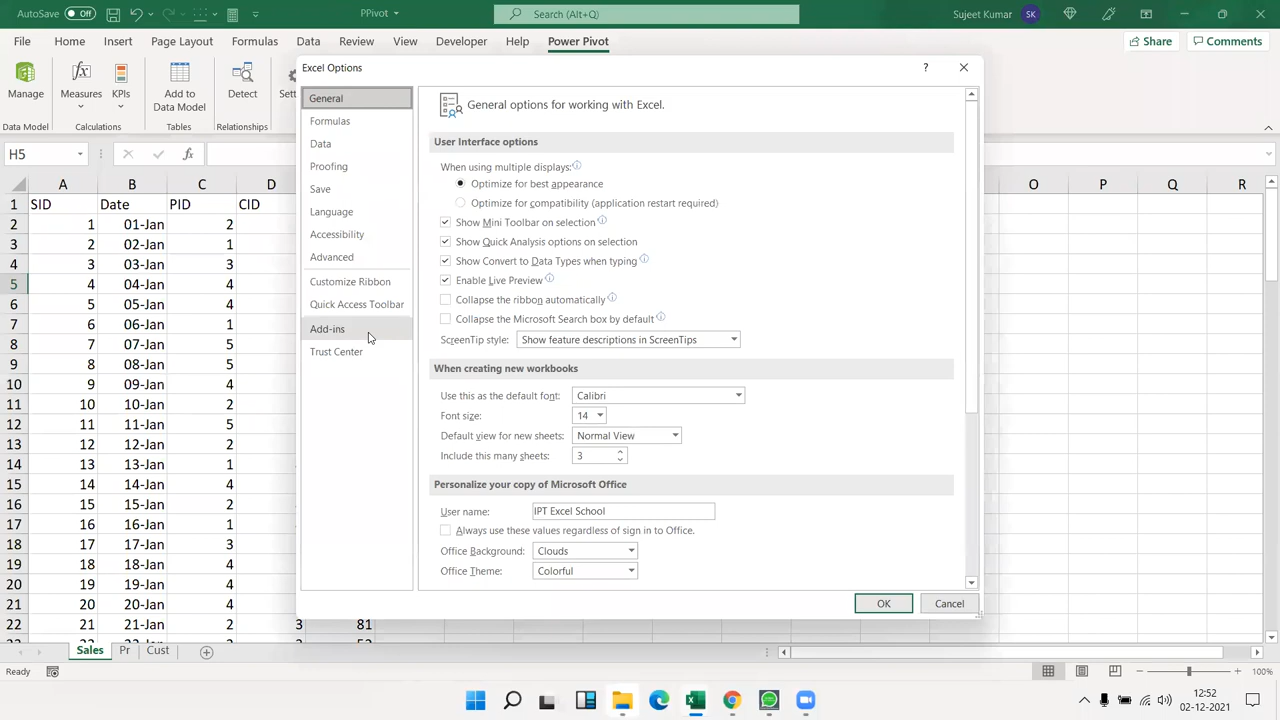 AutoSave Off PPivot Search (Alt+Q) Sujeet Kumar SK
File Home Insert Page Layout Formulas Data Review View Developer Help Power Pivot Share Comments
Manage Measures KPIs Add to Data Model Detect
Data Model Calculations Tables Relationships
H5 fx
A B C D O P Q R
1 SID Date PID CID
2 1 01-Jan 2
3 2 02-Jan 1
4 3 03-Jan 3
5 4 04-Jan 4
6 5 05-Jan 4
7 6 06-Jan 1
8 7 07-Jan 5
9 8 08-Jan 5
10 9 09-Jan 4
11 10 10-Jan 2
12 11 11-Jan 5
13 12 12-Jan 2
14 13 13-Jan 1
15 14 14-Jan 4
16 15 15-Jan 2
17 16 16-Jan 1
18 17 17-Jan 3
19 18 18-Jan 4
20 19 19-Jan 4
21 20 20-Jan 4
22 21 21-Jan 2 3 81
Excel Options ?
General
Formulas
Data
Proofing
Save
Language
Accessibility
Advanced
Customize Ribbon
Quick Access Toolbar
Add-ins
Trust Center
General options for working with Excel.
User Interface options
When using multiple displays:
Optimize for best appearance
Optimize for compatibility (application restart required)
Show Mini Toolbar on selection
Show Quick Analysis options on selection
Show Convert to Data Types when typing
Enable Live Preview
Collapse the ribbon automatically
Collapse the Microsoft Search box by default
ScreenTip style: Show feature descriptions in ScreenTips
When creating new workbooks
Use this as the default font: Calibri
Font size: 14
Default view for new sheets: Normal View
Include this many sheets: 3
Personalize your copy of Microsoft Office
User name: IPT Excel School
Always use these values regardless of sign in to Office.
Office Background: Clouds
Office Theme: Colorful
OK Cancel
Sales Pr Cust
Ready 100%
12:52
02-12-2021